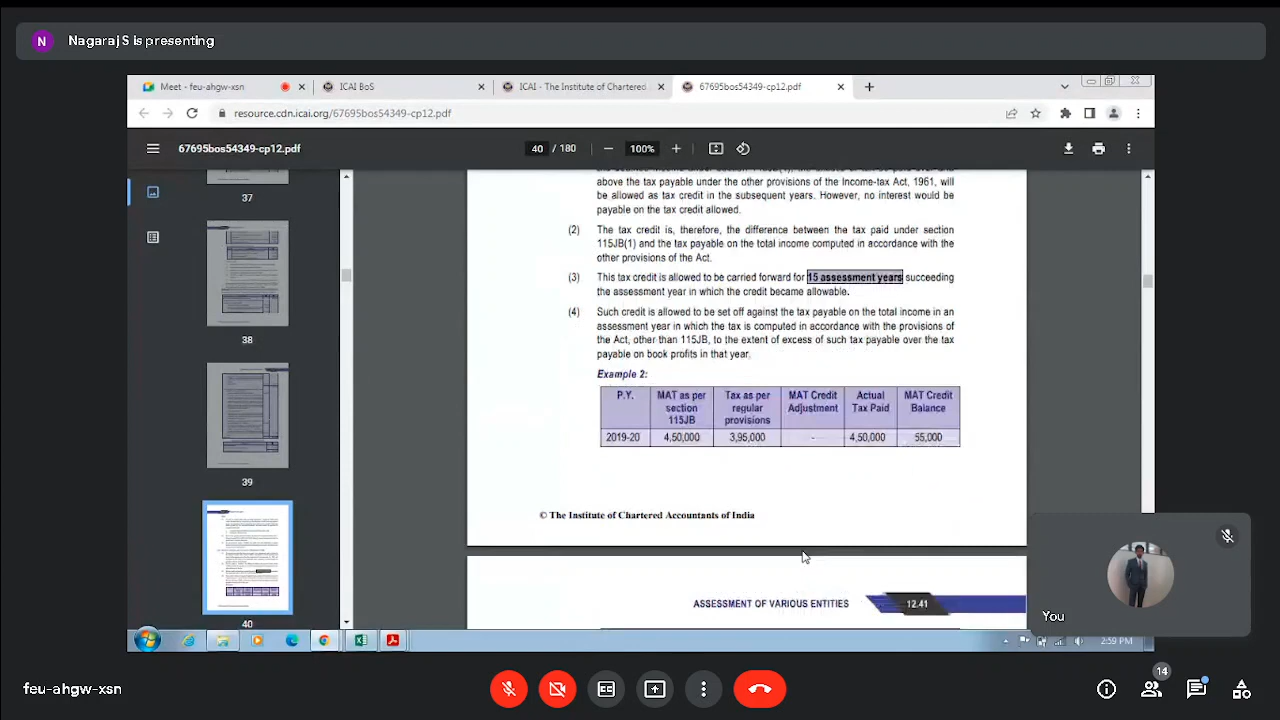 N Nagaraj S is presenting
Meet - feu-ahgw-xsn
ICAI BoS
ICAI - The Institute of Chartered
67695bos54349-cp12.pdf
resource.cdn.icai.org/67695bos54349-cp12.pdf
67695bos54349-cp12.pdf
40 / 180
100%
37
38
39
40
above the tax payable under the other provisions of the Income-tax Act, 1961, will
be allowed as tax credit in the subsequent years. However, no interest would be
payable on the tax credit allowed.
(2) The tax credit is, therefore, the difference between the tax paid under section
115JB(1) and the tax payable on the total income computed in accordance with the
other provisions of the Act.
(3) This tax credit is allowed to be carried forward for 15 assessment years succeeding
the assessment year in which the credit became allowable.
(4) Such credit is allowed to be set off against the tax payable on the total income in an
assessment year in which the tax is computed in accordance with the provisions of
the Act, other than 115JB, to the extent of excess of such tax payable over the tax
payable on book profits in that year.
Example 2:
P.Y. MAT as per section 115JB Tax as per regular provisions MAT Credit Adjustment Actual Tax Paid MAT Credit Balance
2019-20 4,50,000 3,95,000 - 4,50,000 55,000
© The Institute of Chartered Accountants of India
ASSESSMENT OF VARIOUS ENTITIES 12.41
You
2:59 PM
feu-ahgw-xsn
CC
14